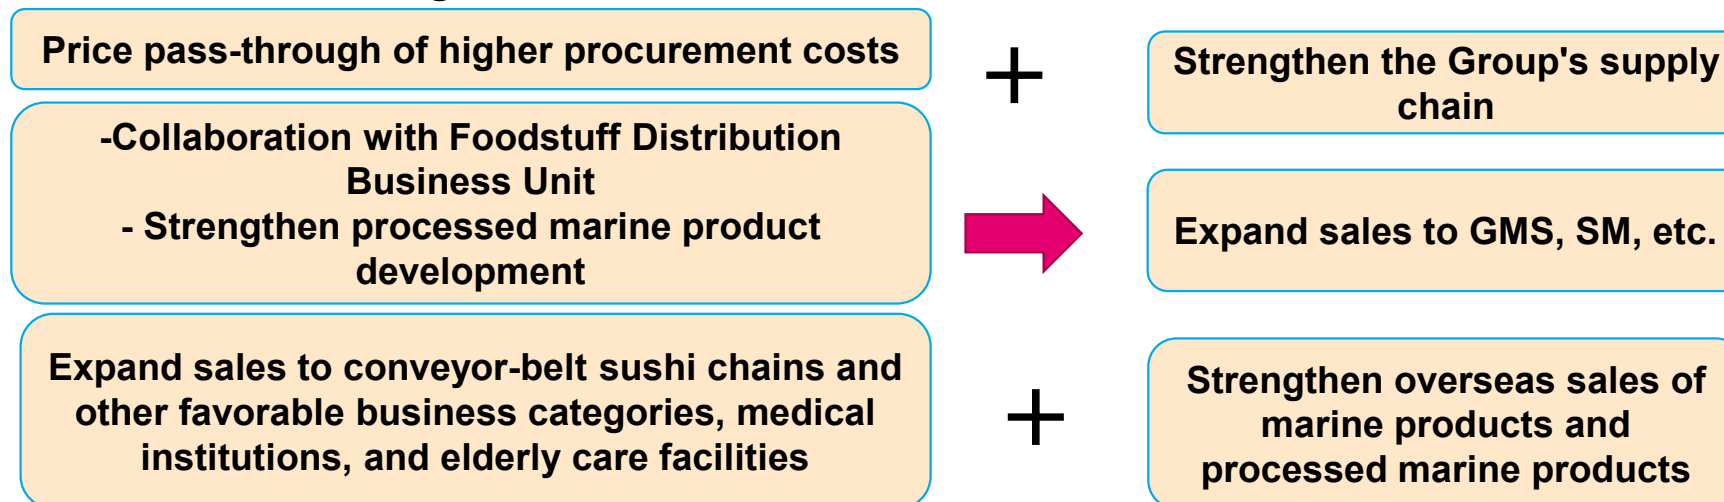 Price pass-through of higher procurement costs
+
Strengthen the Group's supply
chain
-Collaboration with Foodstuff Distribution
Business Unit
- Strengthen processed marine product
development
Expand sales to GMS, SM, etc.
Expand sales to conveyor-belt sushi chains and
other favorable business categories, medical
institutions, and elderly care facilities
+
Strengthen overseas sales of
marine products and
processed marine products